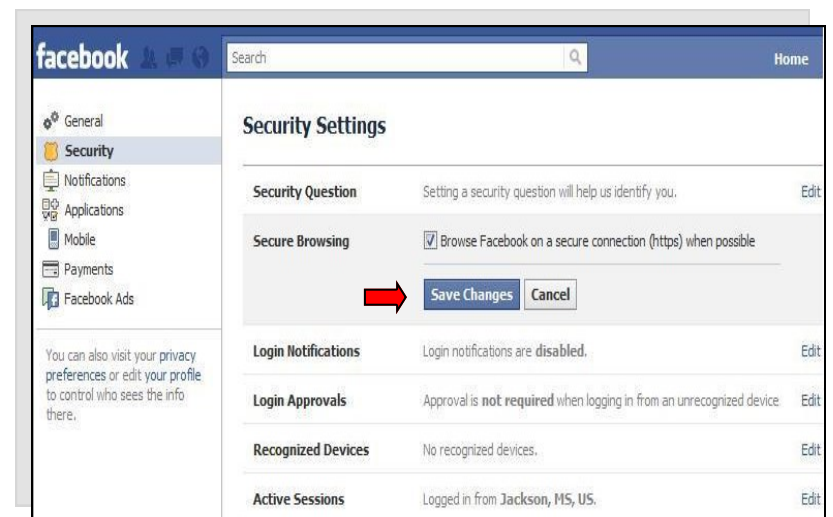 facebook
Search
Home
General
Security
Notifications
Applications
Mobile
Payments
Facebook Ads
You can also visit your privacy
preferences or edit your profile
to control who sees the info
there.
Security Settings
Security Question Setting a security question will help us identify you. Edit
Secure Browsing Browse Facebook on a secure connection (https) when possible
Save Changes Cancel
Login Notifications Login notifications are disabled. Edit
Login Approvals Approval is not required when logging in from an unrecognized device Edit
Recognized Devices No recognized devices. Edit
Active Sessions Logged in from Jackson, MS, US. Edit